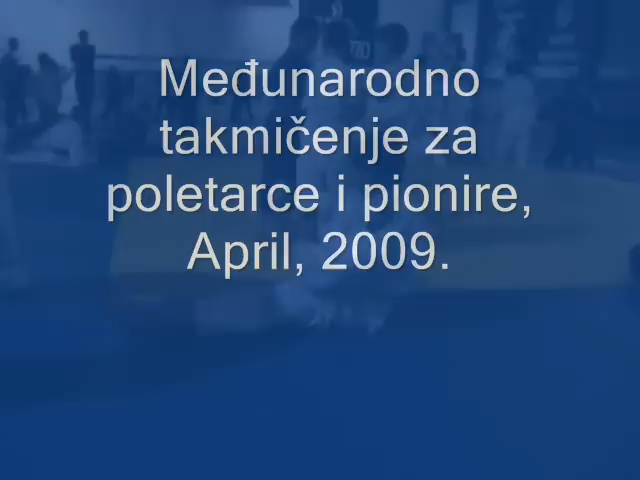 Međunarodno
takmičenje za
poletarce i pionire,
April, 2009.